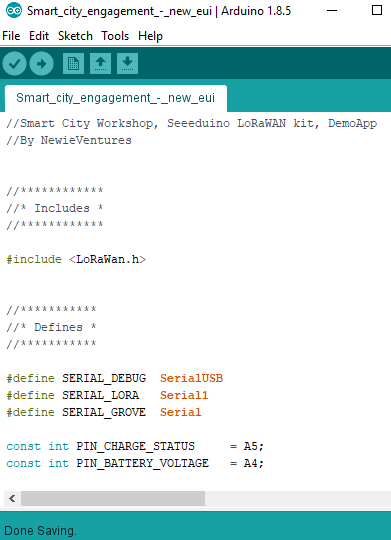 Smart_city_engagement_-_new_eui | Arduino 1.8.5
File Edit Sketch Tools Help
Smart_city_engagement_-_new_eui
//Smart City Workshop, Seeeduino LoRaWAN kit, DemoApp
//By NewieVentures
//************
//* Includes *
//************
#include <LoRaWan.h>
//***********
//* Defines *
//***********
#define SERIAL_DEBUG  SerialUSB
#define SERIAL_LORA   Serial1
#define SERIAL_GROVE  Serial
const int PIN_CHARGE_STATUS     = A5;
const int PIN_BATTERY_VOLTAGE   = A4;
Done Saving.